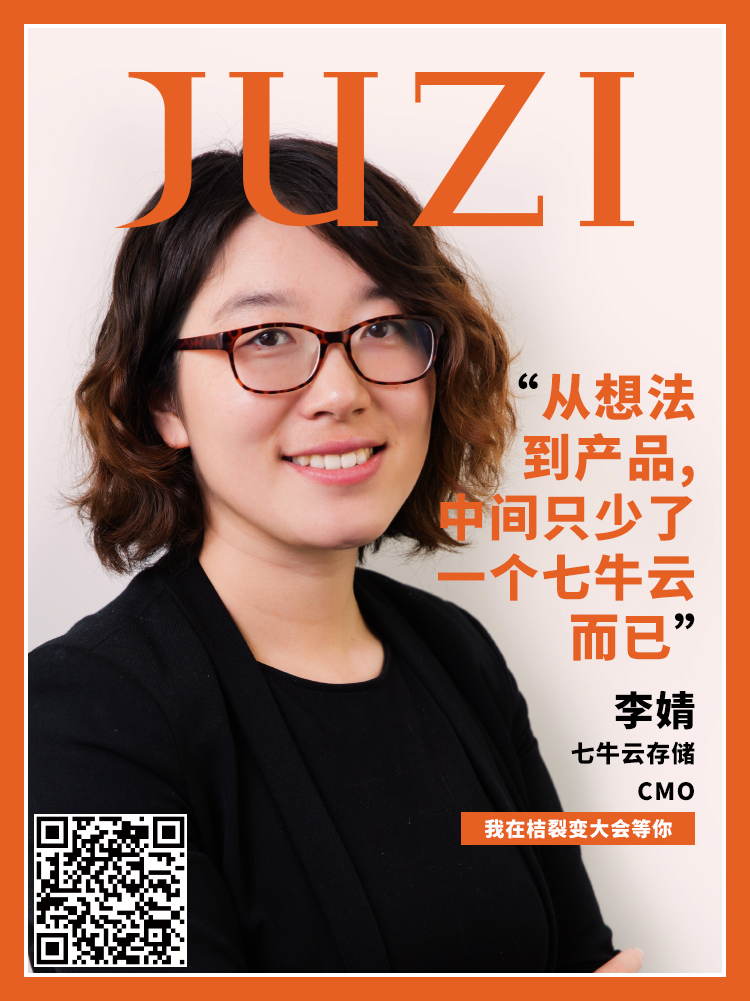 JUZI
“从想法
到产品,
中间只少了
一个七牛云
而已”
李婧
七牛云存储
CMO
我在桔裂变大会等你